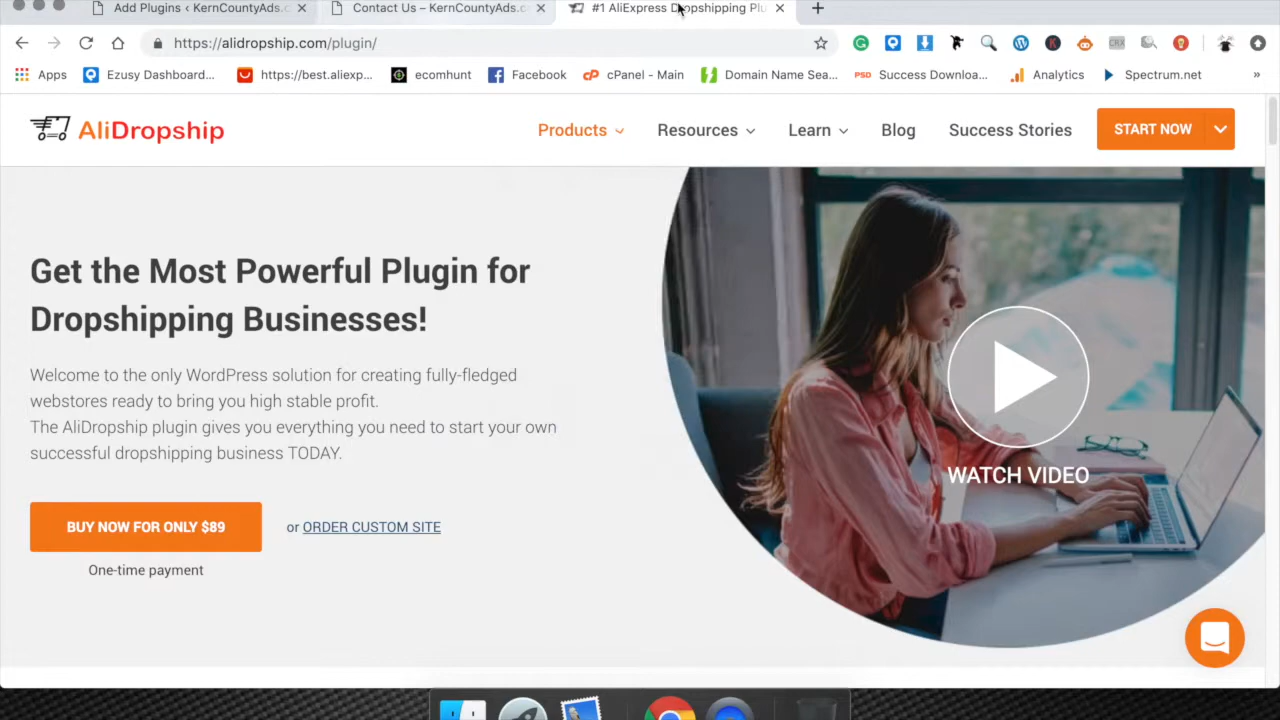 Add Plugins ‹ KernCountyAds.c
Contact Us – KernCountyAds.co
#1 AliExpress Dropshipping Plu
https://alidropship.com/plugin/
CRX
Apps
Ezusy Dashboard...
https://best.aliexp...
ecomhunt
Facebook
cPanel - Main
Domain Name Sea...
PSD Success Downloa...
Analytics
Spectrum.net
»
AliDropship
Products
Resources
Learn
Blog
Success Stories
START NOW
Get the Most Powerful Plugin for
Dropshipping Businesses!
Welcome to the only WordPress solution for creating fully-fledged
webstores ready to bring you high stable profit.
The AliDropship plugin gives you everything you need to start your own
successful dropshipping business TODAY.
BUY NOW FOR ONLY $89
or ORDER CUSTOM SITE
One-time payment
WATCH VIDEO